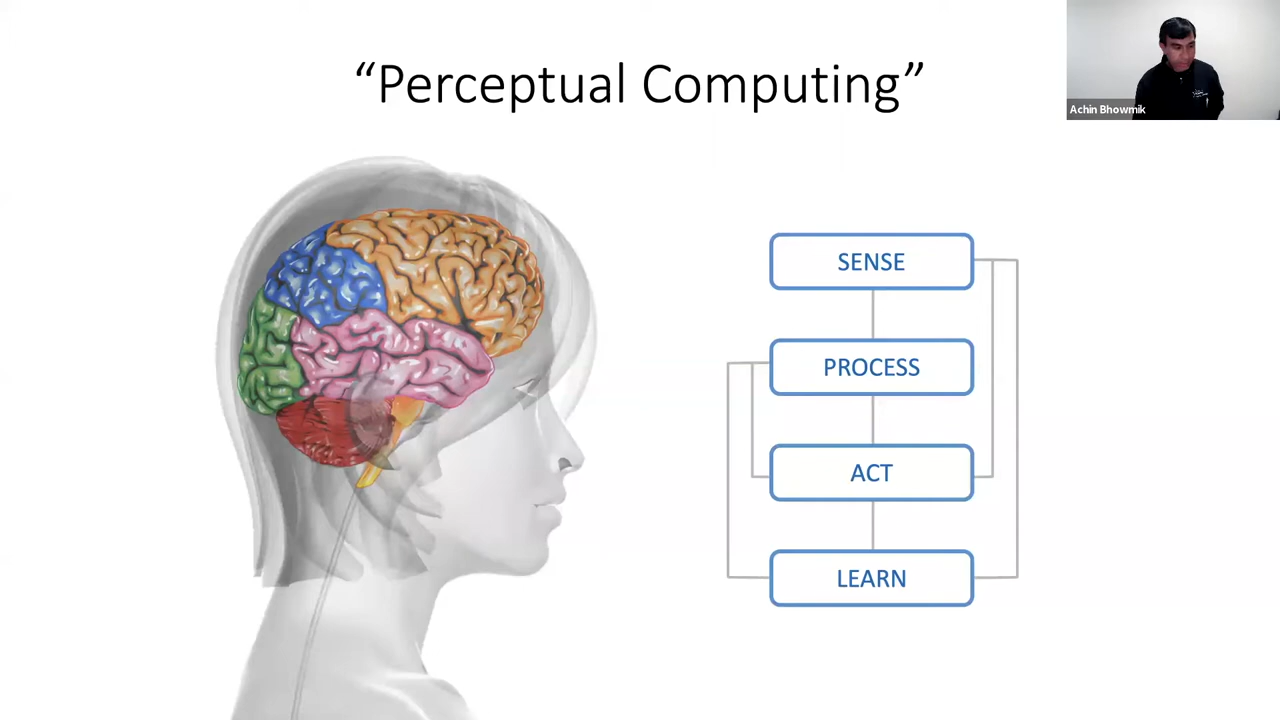 “Perceptual Computing”
Achin Bhowmik
SENSE
PROCESS
ACT
LEARN